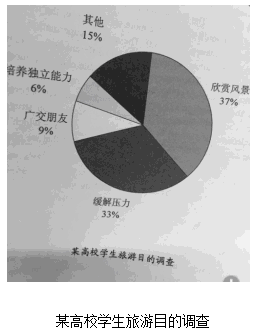 其他
15%
培养独立能力
6%
欣赏风景
37%
广交朋友
9%
缓解压力
33%
某高校学生旅游目的调查
某高校学生旅游目的调查